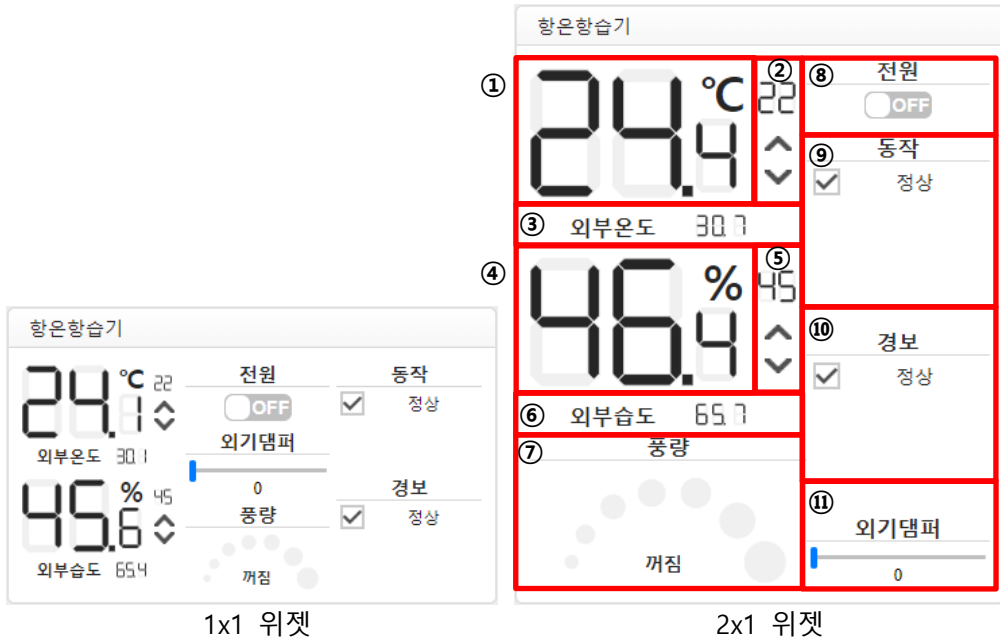 항온항습기
24.1 ℃ 22
외부온도 30.1
45.6 % 45
외부습도 65.4
전원
OFF
외기댐퍼
0
풍량
꺼짐
동작
정상
경보
정상
1x1 위젯
항온항습기
① 24.4 ℃
② 22
③ 외부온도 30.7
④ 46.4 %
⑤ 45
⑥ 외부습도 65.7
⑦ 풍량
꺼짐
⑧ 전원
OFF
⑨ 동작
정상
⑩ 경보
정상
⑪ 외기댐퍼
0
2x1 위젯